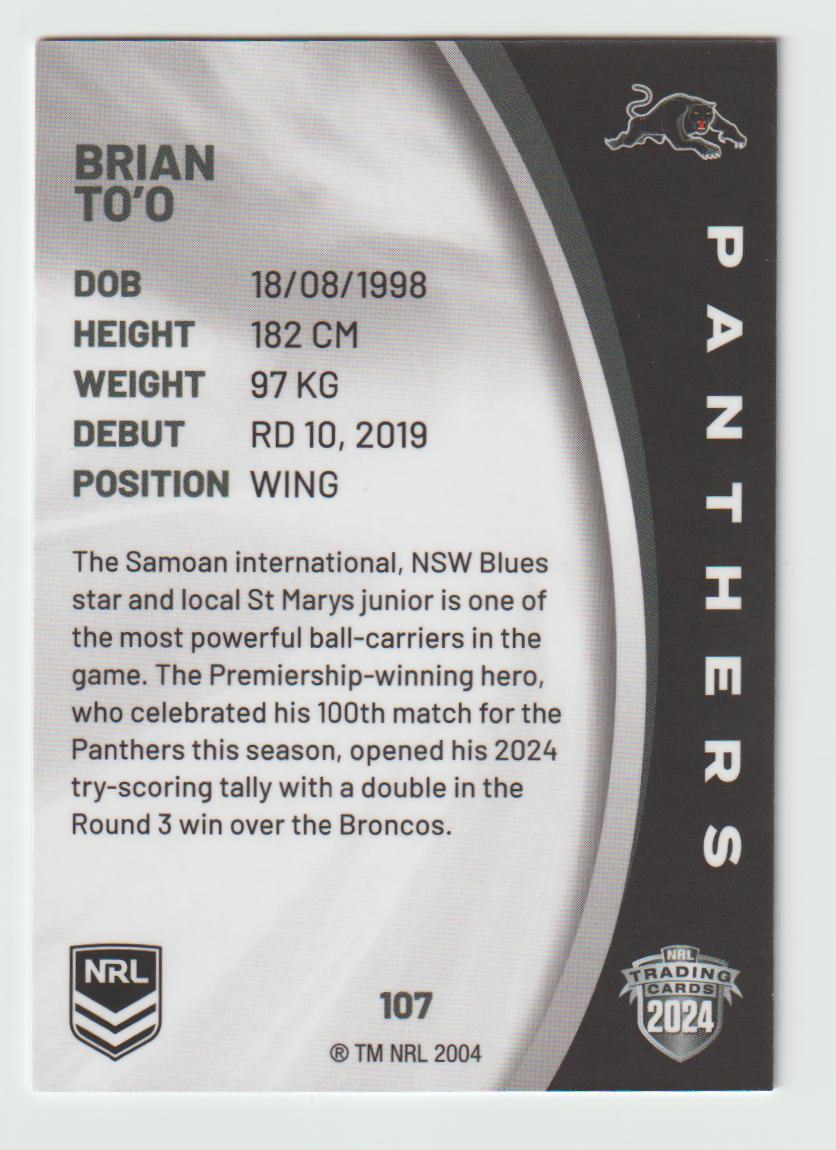 BRIAN
TO'O
DOB 18/08/1998
HEIGHT 182 CM
WEIGHT 97 KG
DEBUT RD 10, 2019
POSITION WING
The Samoan international, NSW Blues
star and local St Marys junior is one of
the most powerful ball-carriers in the
game. The Premiership-winning hero,
who celebrated his 100th match for the
Panthers this season, opened his 2024
try-scoring tally with a double in the
Round 3 win over the Broncos.
NRL
107
® TM NRL 2004
PANTHERS
NRL
TRADING
CARDS
2024